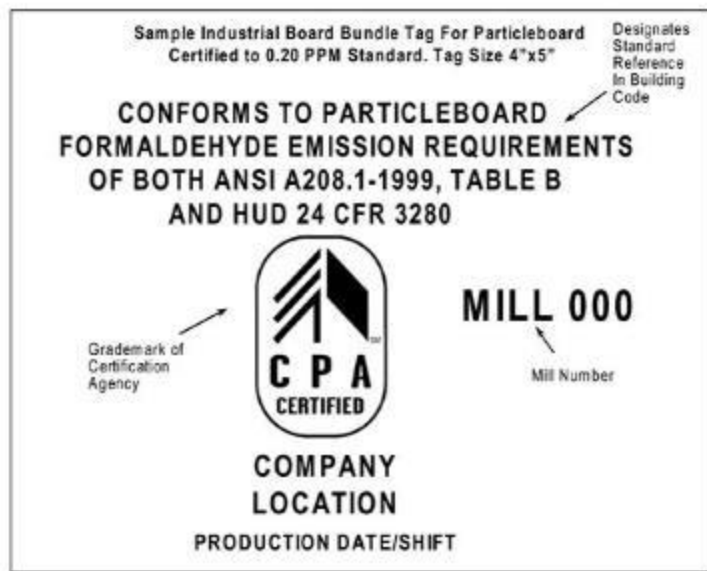 Sample Industrial Board Bundle Tag For Particleboard
Certified to 0.20 PPM Standard. Tag Size 4"x5"
Designates
Standard
Reference
In Building
Code
CONFORMS TO PARTICLEBOARD
FORMALDEHYDE EMISSION REQUIREMENTS
OF BOTH ANSI A208.1-1999, TABLE B
AND HUD 24 CFR 3280
SM
CPA
CERTIFIED
Grademark of
Certification
Agency
MILL 000
Mill Number
COMPANY
LOCATION
PRODUCTION DATE/SHIFT